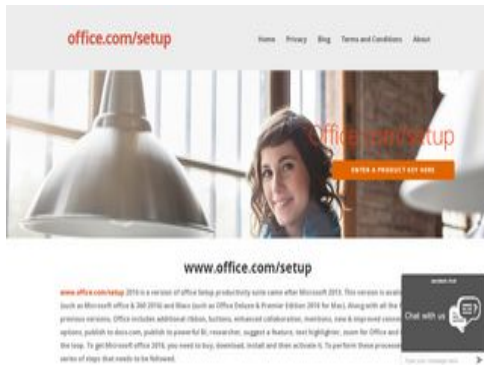 office.com/setup
Home Privacy Blog Terms and Conditions About
Office.com/setup
ENTER A PRODUCT KEY HERE
www.office.com/setup
www.office.com/setup 2016 is a version of office Setup productivity suite came after Microsoft 2013. This version is
(such as Microsoft office & 360 2016) and Macs (such as Office Deluxe & Premier Edition 2016 for Mac). Along with all the
previous versions. Office includes additional ribbon, buttons, enhanced collaboration, mentions, new & improved
options, publish to docs.com, publish to powerful BI, researcher, suggest a feature, text highlighter, zoom for Office and
the loop. To get Microsoft office 2016, you need to buy, download, install and then activate it. To perform these
series of steps that needs to be followed.
Chat with us
Type your message here